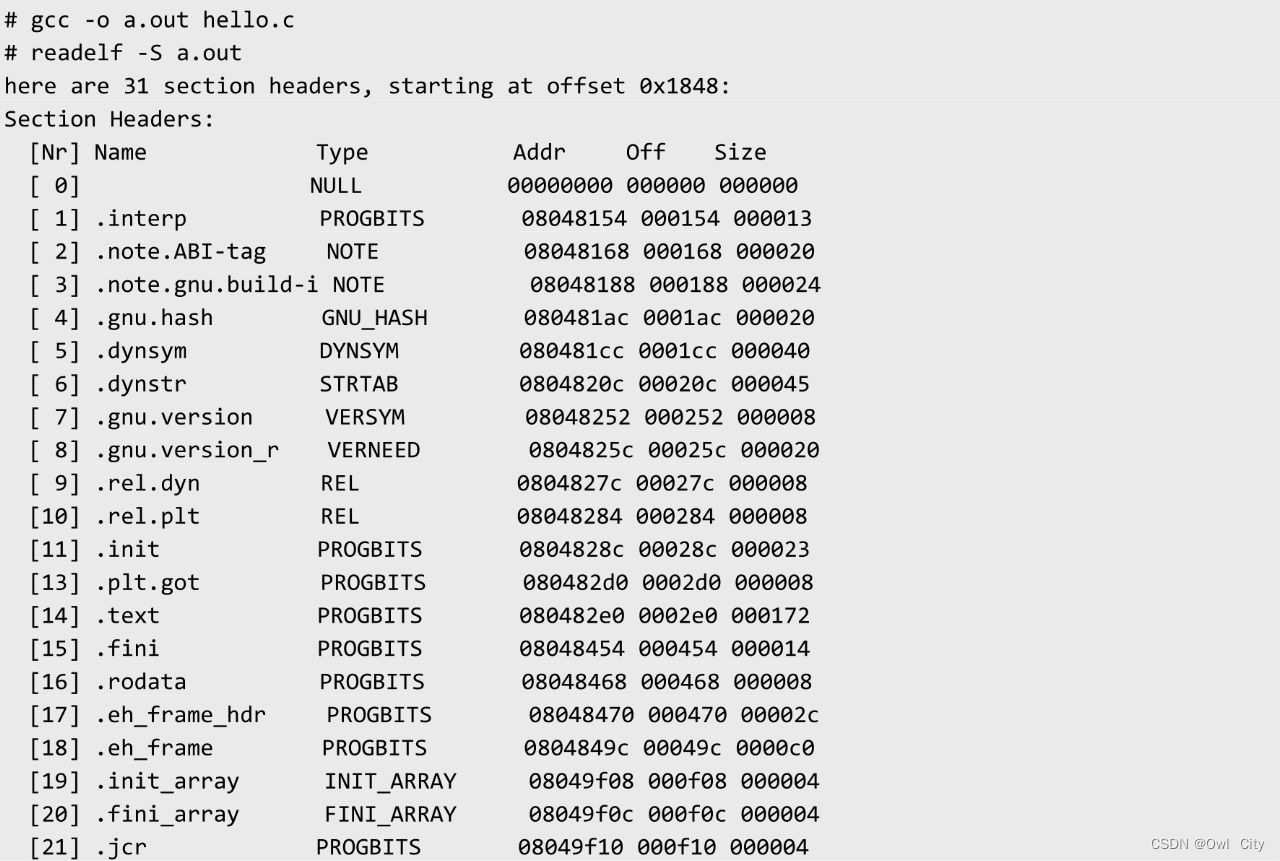 # gcc -o a.out hello.c
# readelf -S a.out
here are 31 section headers, starting at offset 0x1848:
Section Headers:
[Nr] Name Type Addr Off Size
[ 0] NULL 00000000 000000 000000
[ 1] .interp PROGBITS 08048154 000154 000013
[ 2] .note.ABI-tag NOTE 08048168 000168 000020
[ 3] .note.gnu.build-i NOTE 08048188 000188 000024
[ 4] .gnu.hash GNU_HASH 080481ac 0001ac 000020
[ 5] .dynsym DYNSYM 080481cc 0001cc 000040
[ 6] .dynstr STRTAB 0804820c 00020c 000045
[ 7] .gnu.version VERSYM 08048252 000252 000008
[ 8] .gnu.version_r VERNEED 0804825c 00025c 000020
[ 9] .rel.dyn REL 0804827c 00027c 000008
[10] .rel.plt REL 08048284 000284 000008
[11] .init PROGBITS 0804828c 00028c 000023
[13] .plt.got PROGBITS 080482d0 0002d0 000008
[14] .text PROGBITS 080482e0 0002e0 000172
[15] .fini PROGBITS 08048454 000454 000014
[16] .rodata PROGBITS 08048468 000468 000008
[17] .eh_frame_hdr PROGBITS 08048470 000470 00002c
[18] .eh_frame PROGBITS 0804849c 00049c 0000c0
[19] .init_array INIT_ARRAY 08049f08 000f08 000004
[20] .fini_array FINI_ARRAY 08049f0c 000f0c 000004
[21] .jcr PROGBITS 08049f10 000f10 000004
CSDN @Owl City